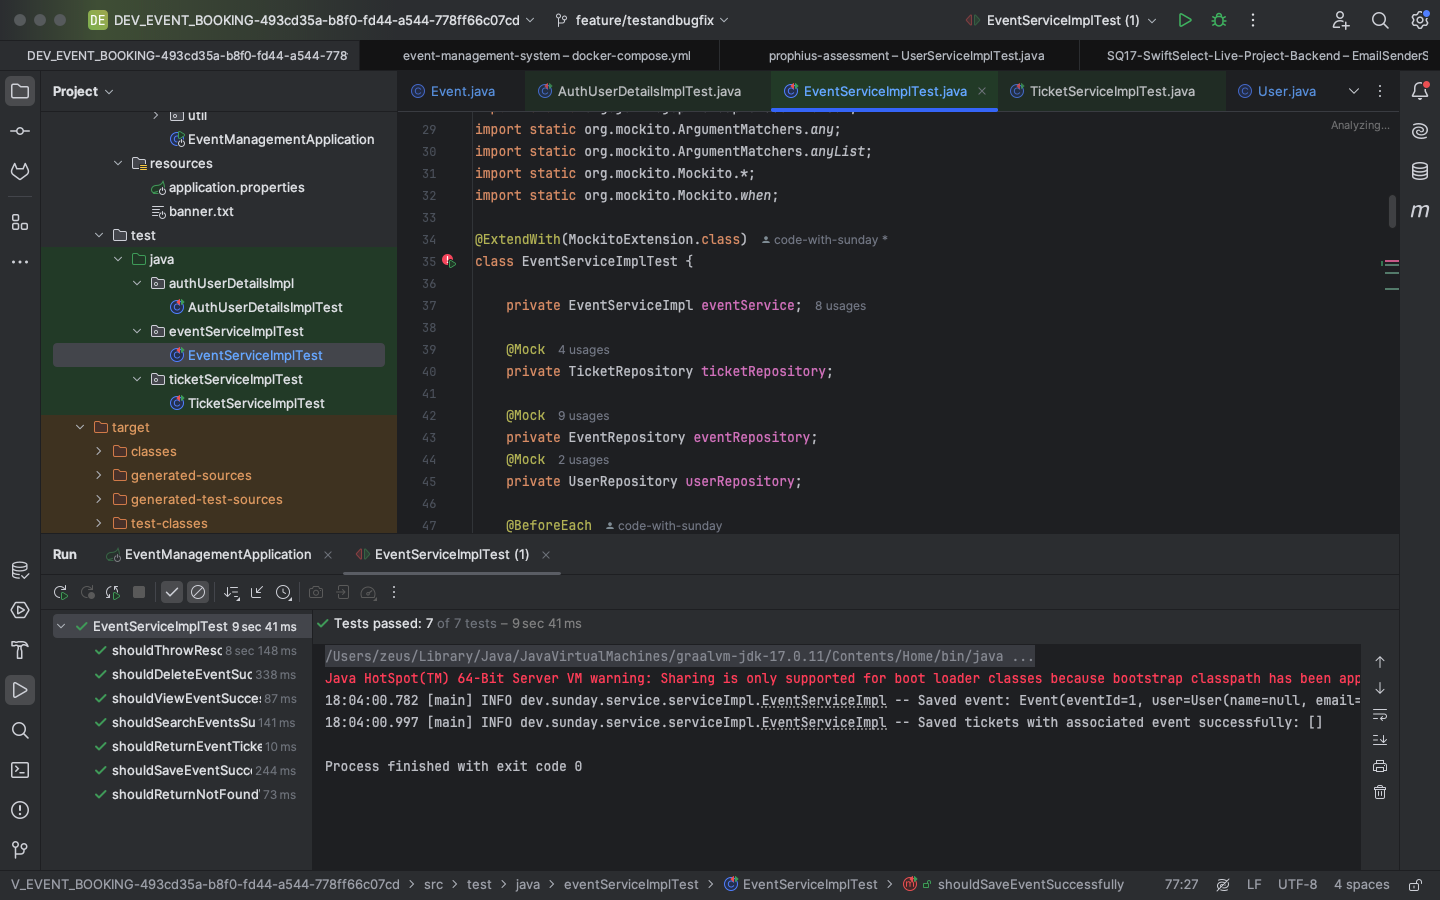 DE DEV_EVENT_BOOKING-493cd35a-b8f0-fd44-a544-778ff66c07cd feature/testandbugfix EventServiceImplTest (1)
DEV_EVENT_BOOKING-493cd35a-b8f0-fd44-a544-778f event-management-system – docker-compose.yml prophius-assessment – UserServiceImplTest.java SQ17-SwiftSelect-Live-Project-Backend – EmailSenderS
Project
Event.java AuthUserDetailsImplTest.java EventServiceImplTest.java TicketServiceImplTest.java User.java
util
EventManagementApplication
resources
application.properties
banner.txt
test
java
authUserDetailsImpl
AuthUserDetailsImplTest
eventServiceImplTest
EventServiceImplTest
ticketServiceImplTest
TicketServiceImplTest
target
classes
generated-sources
generated-test-sources
test-classes
Analyzing...
29 import static org.mockito.ArgumentMatchers.any;
30 import static org.mockito.ArgumentMatchers.anyList;
31 import static org.mockito.Mockito.*;
32 import static org.mockito.Mockito.when;
33
34 @ExtendWith(MockitoExtension.class) code-with-sunday *
35 class EventServiceImplTest {
36
37 private EventServiceImpl eventService; 8 usages
38
39 @Mock 4 usages
40 private TicketRepository ticketRepository;
41
42 @Mock 9 usages
43 private EventRepository eventRepository;
44 @Mock 2 usages
45 private UserRepository userRepository;
46
47 @BeforeEach code-with-sunday
m
Run EventManagementApplication EventServiceImplTest (1)
EventServiceImplTest 9 sec 41 ms
shouldThrowResc 8 sec 148 ms
shouldDeleteEventSuc 338 ms
shouldViewEventSucces 87 ms
shouldSearchEventsSu 141 ms
shouldReturnEventTicke 10 ms
shouldSaveEventSucce 244 ms
shouldReturnNotFound 73 ms
Tests passed: 7 of 7 tests – 9 sec 41 ms
/Users/zeus/Library/Java/JavaVirtualMachines/graalvm-jdk-17.0.11/Contents/Home/bin/java ...
Java HotSpot(TM) 64-Bit Server VM warning: Sharing is only supported for boot loader classes because bootstrap classpath has been app
18:04:00.782 [main] INFO dev.sunday.service.serviceImpl.EventServiceImpl -- Saved event: Event(eventId=1, user=User(name=null, email=
18:04:00.997 [main] INFO dev.sunday.service.serviceImpl.EventServiceImpl -- Saved tickets with associated event successfully: []
Process finished with exit code 0
V_EVENT_BOOKING-493cd35a-b8f0-fd44-a544-778ff66c07cd src test java eventServiceImplTest EventServiceImplTest shouldSaveEventSuccessfully 77:27 LF UTF-8 4 spaces